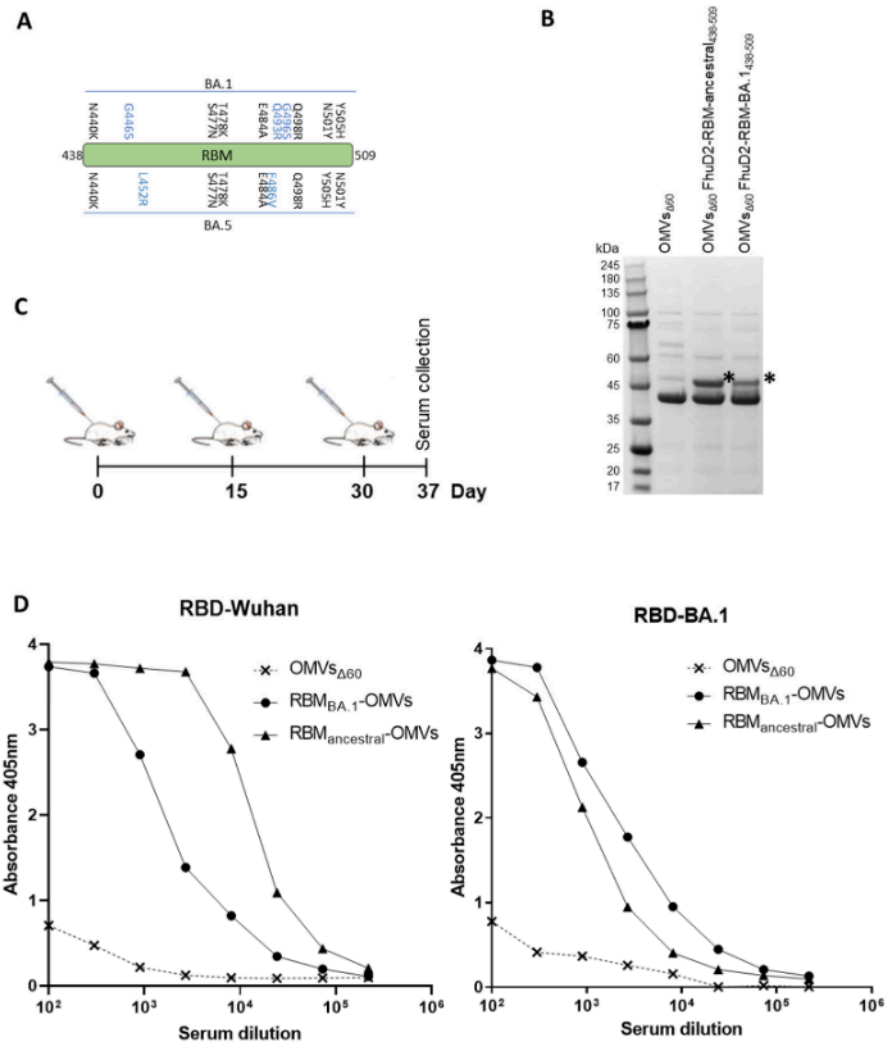 A
BA.1
N440K
G446S
S477N
T478K
E484A
Q493R
G496S
Q498R
N501Y
Y505H
438
RBM
509
N440K
L452R
S477N
T478K
E484A
F486V
Q498R
Y505H
N501Y
BA.5
B
OMVsΔ60
OMVsΔ60 FhuD2-RBM-ancestral438-509
OMVsΔ60 FhuD2-RBM-BA.1438-509
kDa
245
180
135
100
75
60
45
35
25
20
17
*
*
C
Serum collection
0 15 30 37 Day
D
RBD-Wuhan
Absorbance 405nm
4
3
2
1
0
OMVsΔ60
RBMBA.1-OMVs
RBMancestral-OMVs
10² 10³ 10⁴ 10⁵ 10⁶
Serum dilution
RBD-BA.1
Absorbance 405nm
4
3
2
1
0
OMVsΔ60
RBMBA.1-OMVs
RBMancestral-OMVs
10² 10³ 10⁴ 10⁵ 10⁶
Serum dilution